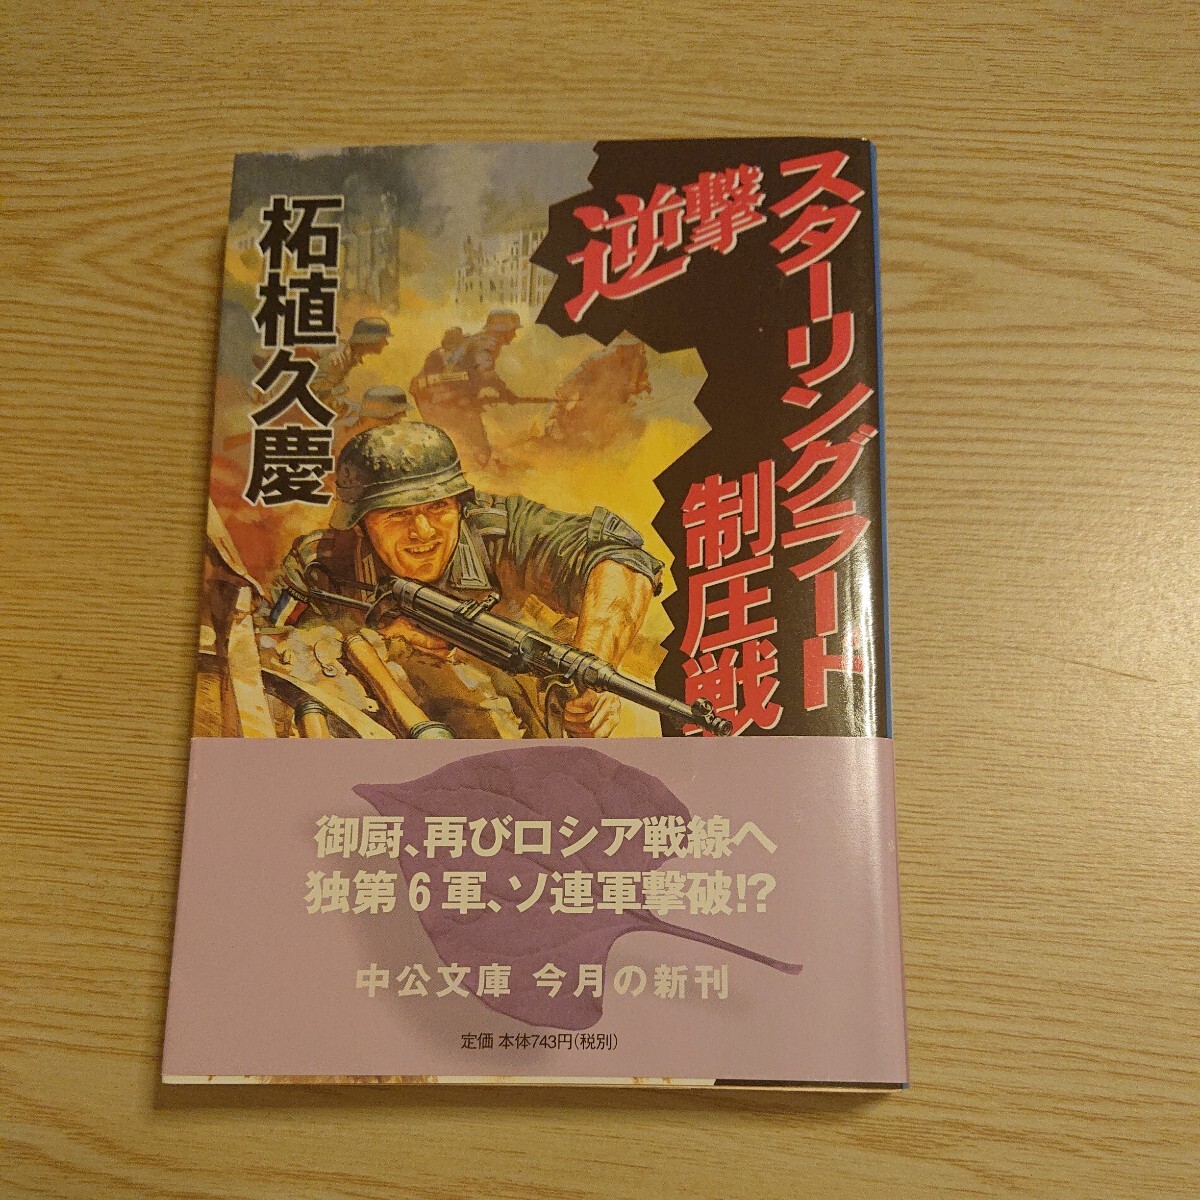 逆撃
スターリングラード
制圧戦
柘植久慶
御厨、再びロシア戦線へ
独第6軍、ソ連軍撃破!?
中公文庫 今月の新刊
定価 本体743円(税別)